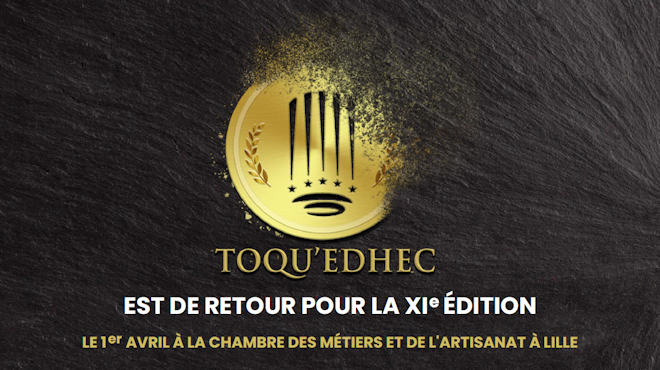 TOQU'EDHEC
EST DE RETOUR POUR LA XIe ÉDITION
LE 1er AVRIL À LA CHAMBRE DES MÉTIERS ET DE L'ARTISANAT À LILLE